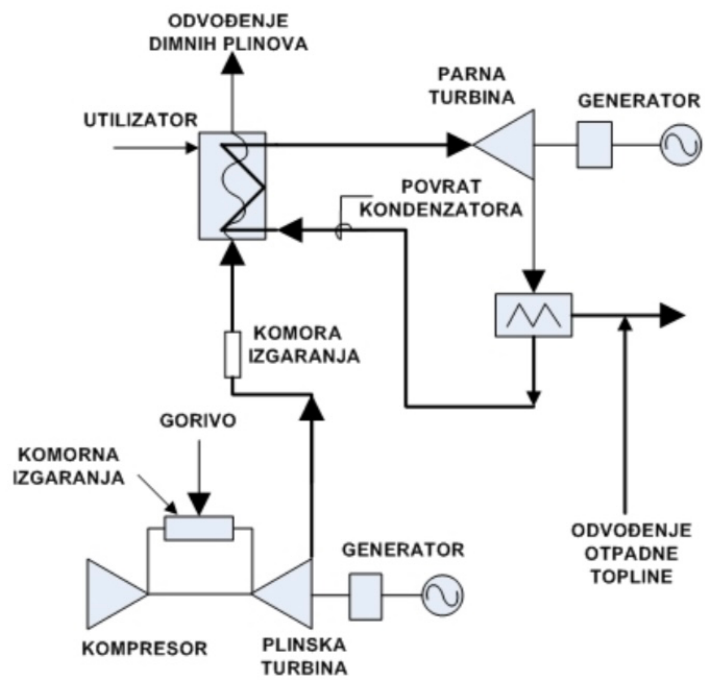 ODVOĐENJE
DIMNIH PLINOVA
PARNA
TURBINA
GENERATOR
UTILIZATOR
POVRAT
KONDENZATORA
KOMORA
IZGARANJA
GORIVO
KOMORNA
IZGARANJA
ODVOĐENJE
OTPADNE
TOPLINE
GENERATOR
KOMPRESOR
PLINSKA
TURBINA